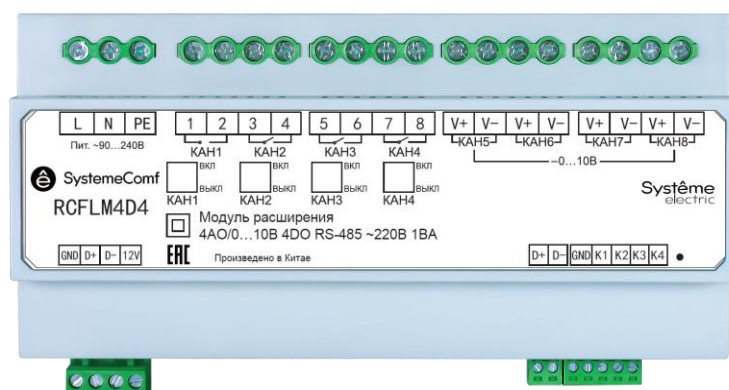 L N PE 1 2 3 4 5 6 7 8 V+ V- V+ V- V+ V- V+ V-
Пит. ~90...240В КАН1 КАН2 КАН3 КАН4 КАН5 КАН6 КАН7 КАН8
–0...10В
ВКЛ ВКЛ ВКЛ ВКЛ
ê SystemeComf
ВЫКЛ ВЫКЛ ВЫКЛ ВЫКЛ
КАН1 КАН2 КАН3 КАН4
Système
electric
RCFLM4D4
Модуль расширения
4AO/0...10В 4DO RS-485 ~220В 1ВА
GND D+ D- 12V
EAC Произведено в Китае
D+ D- GND K1 K2 K3 K4